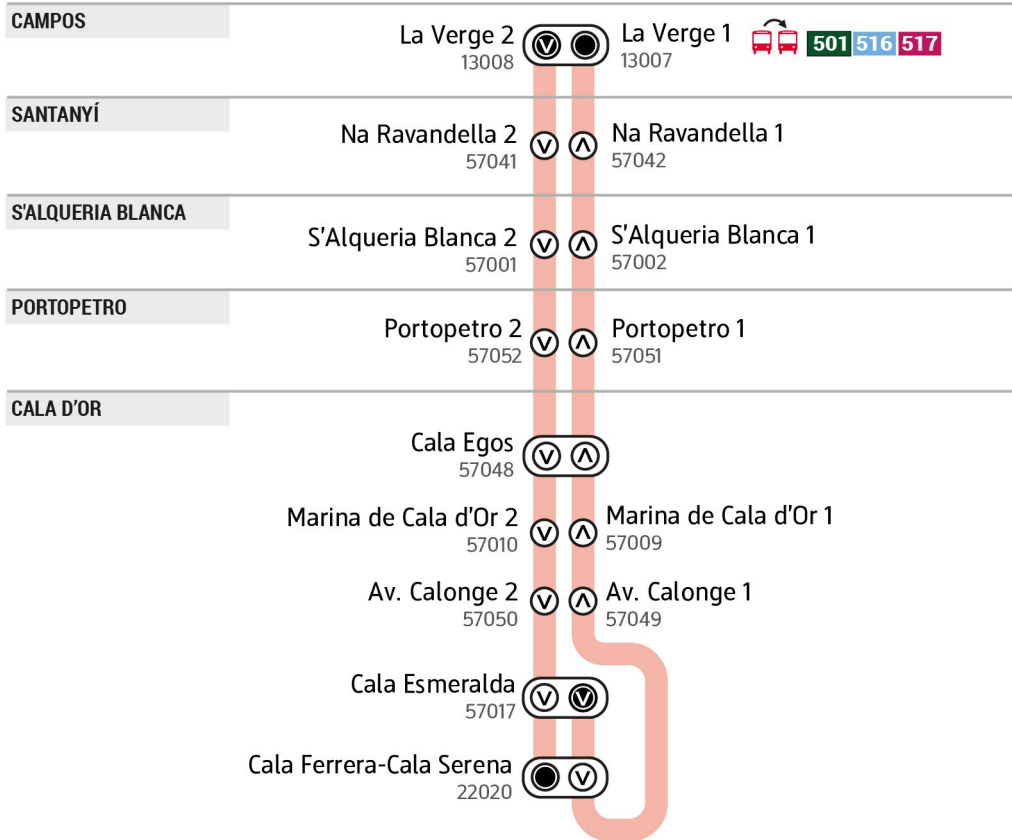 CAMPOS
La Verge 2
13008
La Verge 1
13007
501 516 517
SANTANYÍ
Na Ravandella 2
57041
Na Ravandella 1
57042
S'ALQUERIA BLANCA
S'Alqueria Blanca 2
57001
S'Alqueria Blanca 1
57002
PORTOPETRO
Portopetro 2
57052
Portopetro 1
57051
CALA D'OR
Cala Egos
57048
Marina de Cala d'Or 2
57010
Marina de Cala d'Or 1
57009
Av. Calonge 2
57050
Av. Calonge 1
57049
Cala Esmeralda
57017
Cala Ferrera-Cala Serena
22020